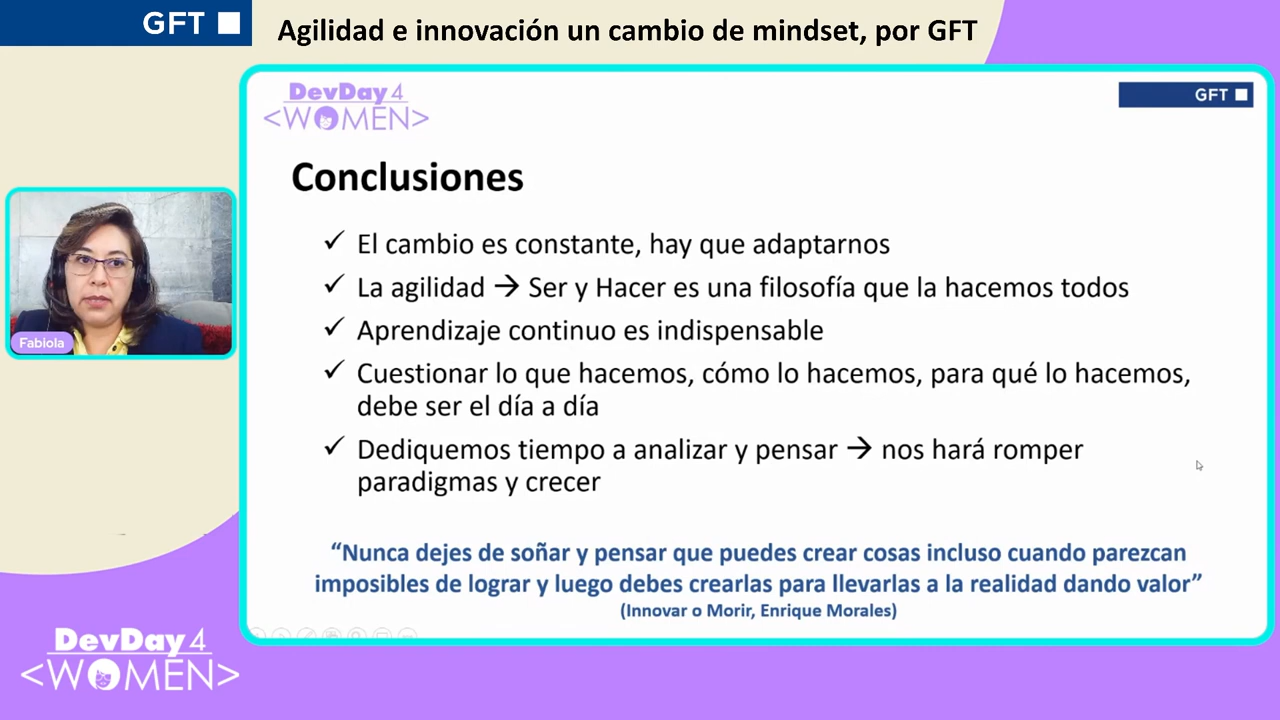 GFT
Agilidad e innovación un cambio de mindset, por GFT
DevDay 4
<WOMEN>
GFT
Conclusiones
✓ El cambio es constante, hay que adaptarnos
✓ La agilidad → Ser y Hacer es una filosofía que la hacemos todos
✓ Aprendizaje continuo es indispensable
✓ Cuestionar lo que hacemos, cómo lo hacemos, para qué lo hacemos,
debe ser el día a día
✓ Dediquemos tiempo a analizar y pensar → nos hará romper
paradigmas y crecer
“Nunca dejes de soñar y pensar que puedes crear cosas incluso cuando parezcan
imposibles de lograr y luego debes crearlas para llevarlas a la realidad dando valor”
(Innovar o Morir, Enrique Morales)
Fabiola
DevDay 4
<WOMEN>